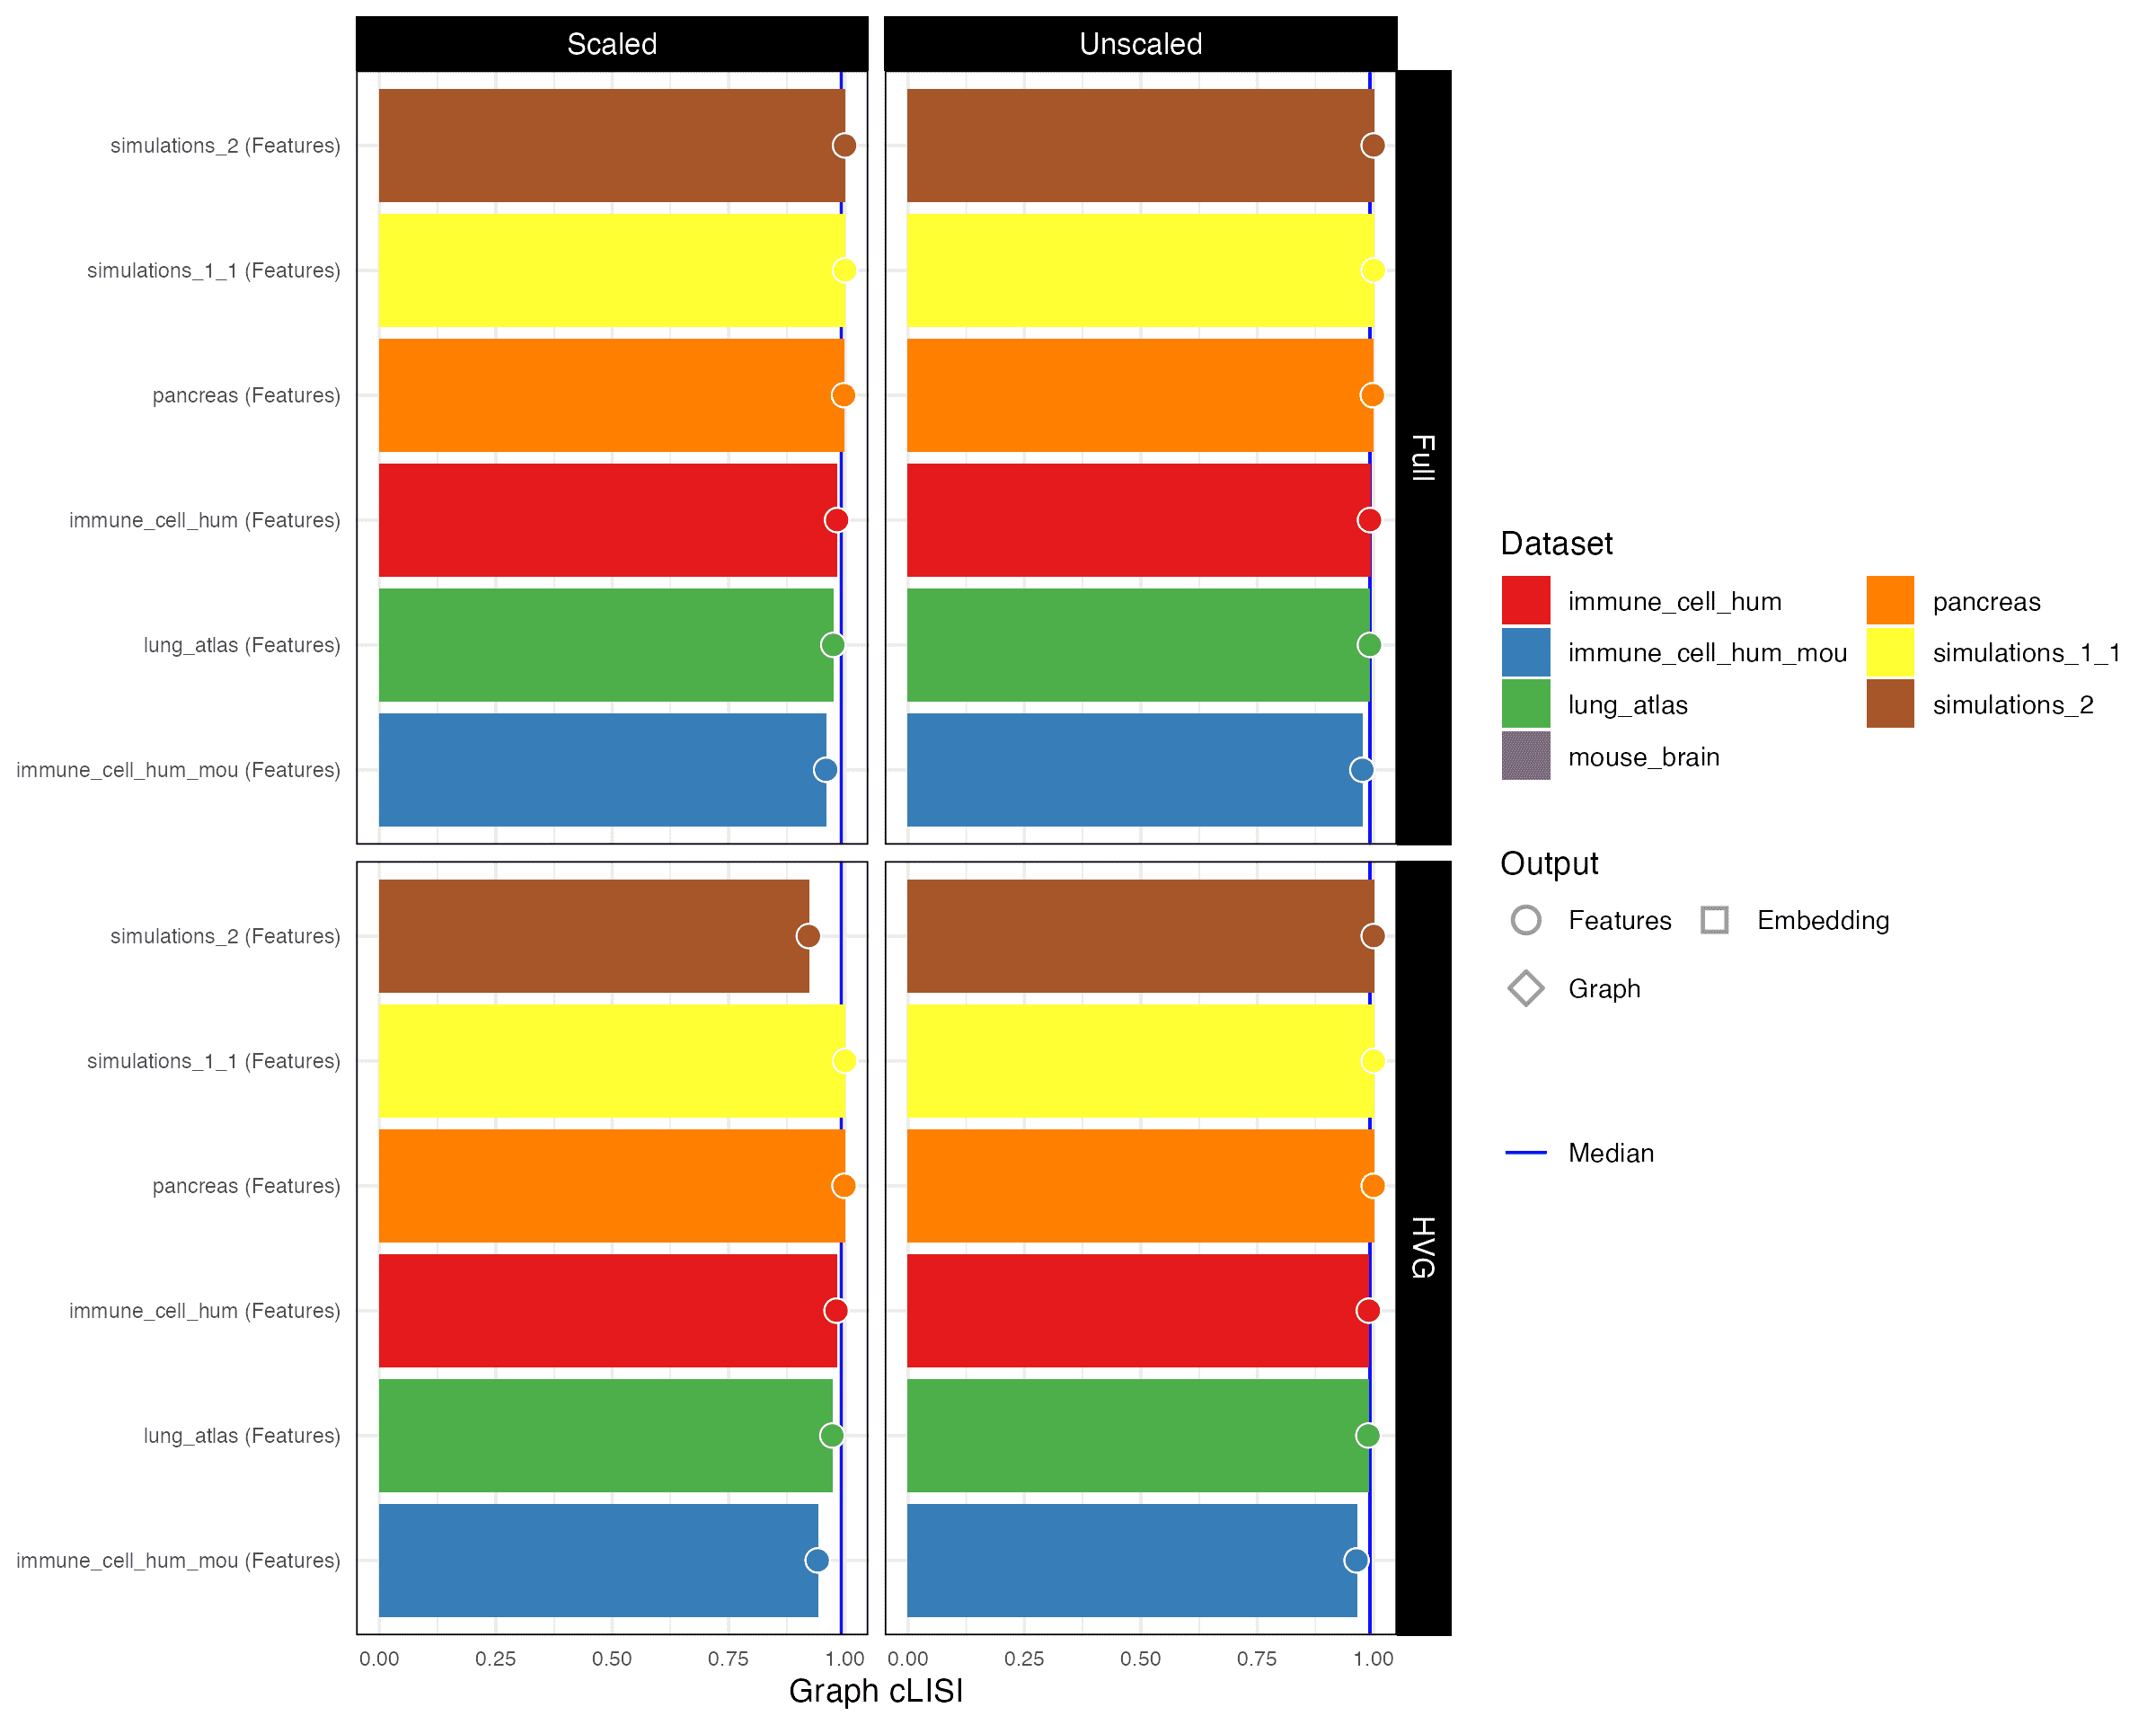 Scaled
Unscaled
simulations_2 (Features)
simulations_1_1 (Features)
pancreas (Features)
immune_cell_hum (Features)
lung_atlas (Features)
immune_cell_hum_mou (Features)
Full
simulations_2 (Features)
simulations_1_1 (Features)
pancreas (Features)
immune_cell_hum (Features)
lung_atlas (Features)
immune_cell_hum_mou (Features)
HVG
0.00 0.25 0.50 0.75 1.00 0.00 0.25 0.50 0.75 1.00
Graph cLISI
Dataset
immune_cell_hum pancreas
immune_cell_hum_mou simulations_1_1
lung_atlas simulations_2
mouse_brain
Output
Features Embedding
Graph
Median